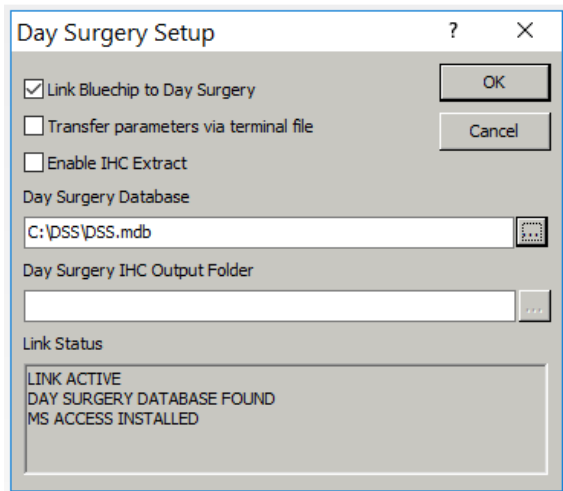 Day Surgery Setup ?
Link Bluechip to Day Surgery OK
Transfer parameters via terminal file Cancel
Enable IHC Extract
Day Surgery Database
C:\DSS\DSS.mdb ...
Day Surgery IHC Output Folder
...
Link Status
LINK ACTIVE
DAY SURGERY DATABASE FOUND
MS ACCESS INSTALLED